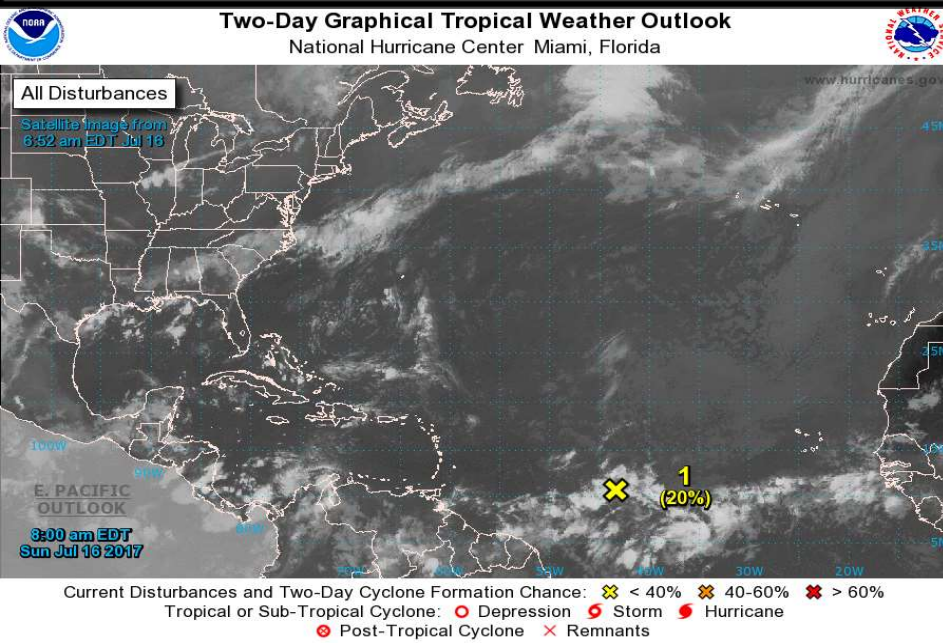 Two-Day Graphical Tropical Weather Outlook
National Hurricane Center Miami, Florida
NOAA
www.hurricanes.gov
All Disturbances
Satellite Image from
6:52 am EDT Jul 16
45N
35N
25N
1
(20%)
100W
90W
80W
E. PACIFIC
OUTLOOK
8:00 am EDT
Sun Jul 16 2017
5N
70W 60W 50W 40W 30W 20W
Current Disturbances and Two-Day Cyclone Formation Chance: < 40% 40-60% > 60%
Tropical or Sub-Tropical Cyclone: Depression Storm Hurricane
Post-Tropical Cyclone Remnants